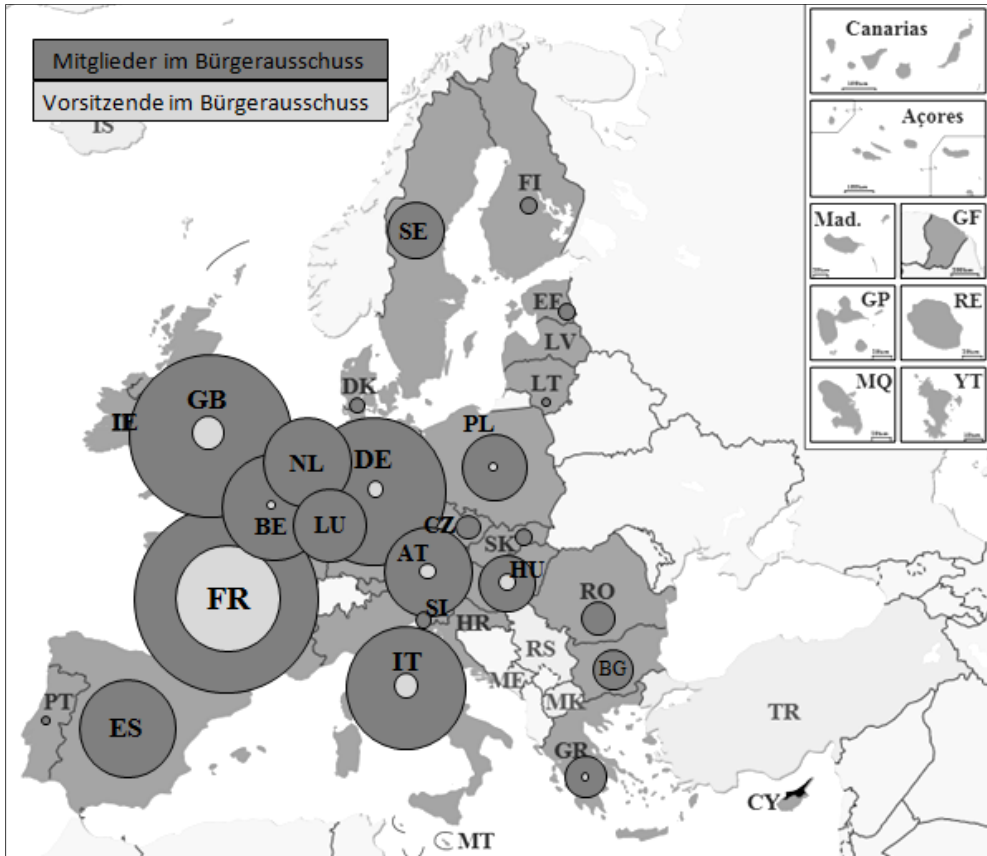 Mitglieder im Bürgerausschuss
Vorsitzende im Bürgerausschuss
IS
Canarias
Açores
Mad.
GF
GP
RE
MQ
YT
FI
SE
EE
LV
LT
DK
IE
GB
NL
DE
PL
BE
LU
CZ
SK
AT
HU
FR
SI
HR
RO
RS
BG
IT
ME
MK
PT
ES
TR
GR
CY
MT